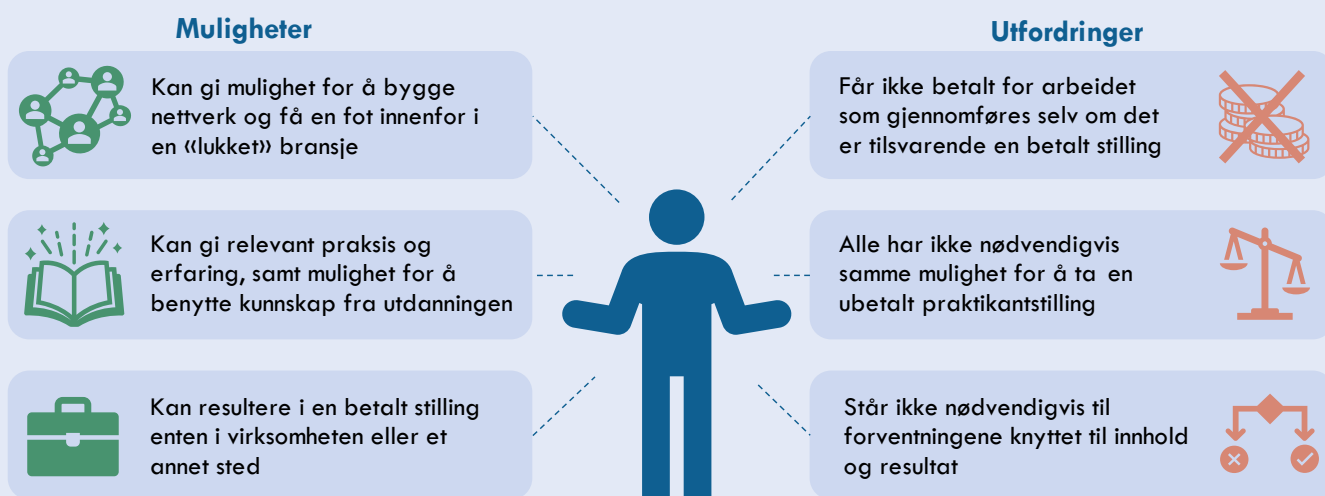 Muligheter
Kan gi mulighet for å bygge
nettverk og få en fot innenfor i
en «lukket» bransje
Kan gi relevant praksis og
erfaring, samt mulighet for å
benytte kunnskap fra utdanningen
Kan resultere i en betalt stilling
enten i virksomheten eller et
annet sted
Utfordringer
Får ikke betalt for arbeidet
som gjennomføres selv om det
er tilsvarende en betalt stilling
Alle har ikke nødvendigvis
samme mulighet for å ta en
ubetalt praktikantstilling
Står ikke nødvendigvis til
forventningene knyttet til innhold
og resultat